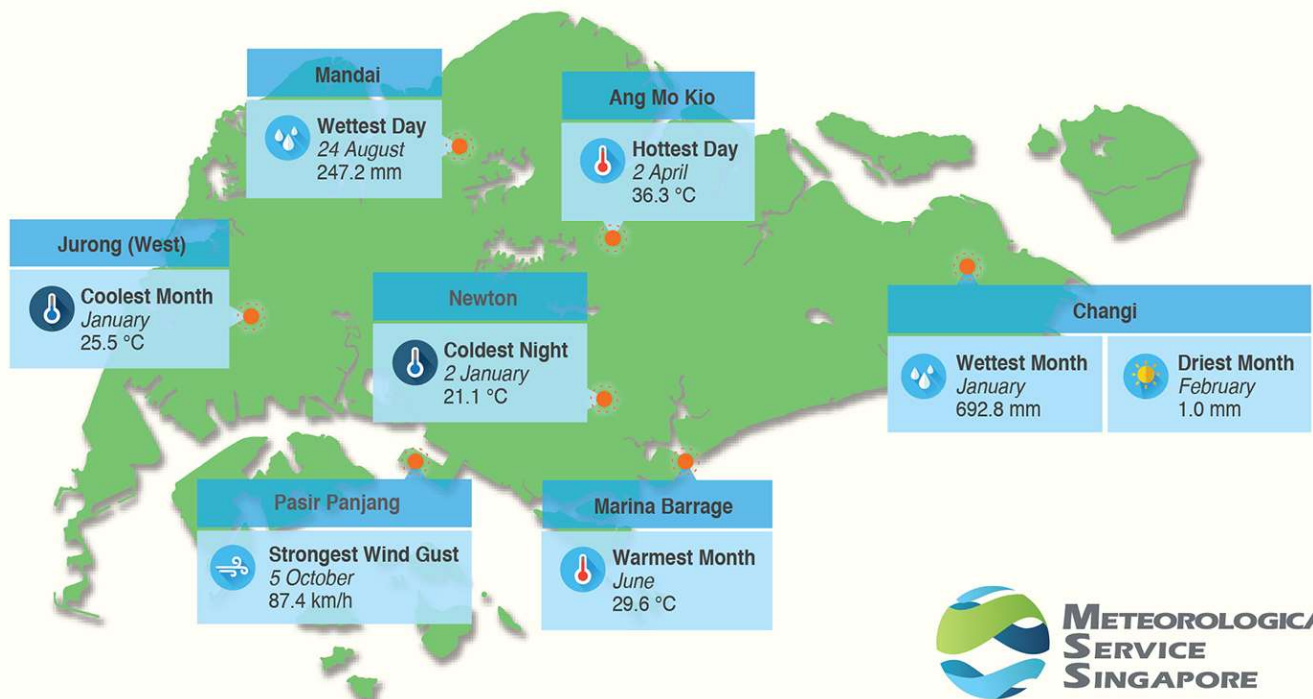 Mandai
Wettest Day
24 August
247.2 mm
Ang Mo Kio
Hottest Day
2 April
36.3 °C
Jurong (West)
Coolest Month
January
25.5 °C
Newton
Coldest Night
2 January
21.1 °C
Changi
Wettest Month
January
692.8 mm
Driest Month
February
1.0 mm
Pasir Panjang
Strongest Wind Gust
5 October
87.4 km/h
Marina Barrage
Warmest Month
June
29.6 °C
METEOROLOGICA
SERVICE
SINGAPORE